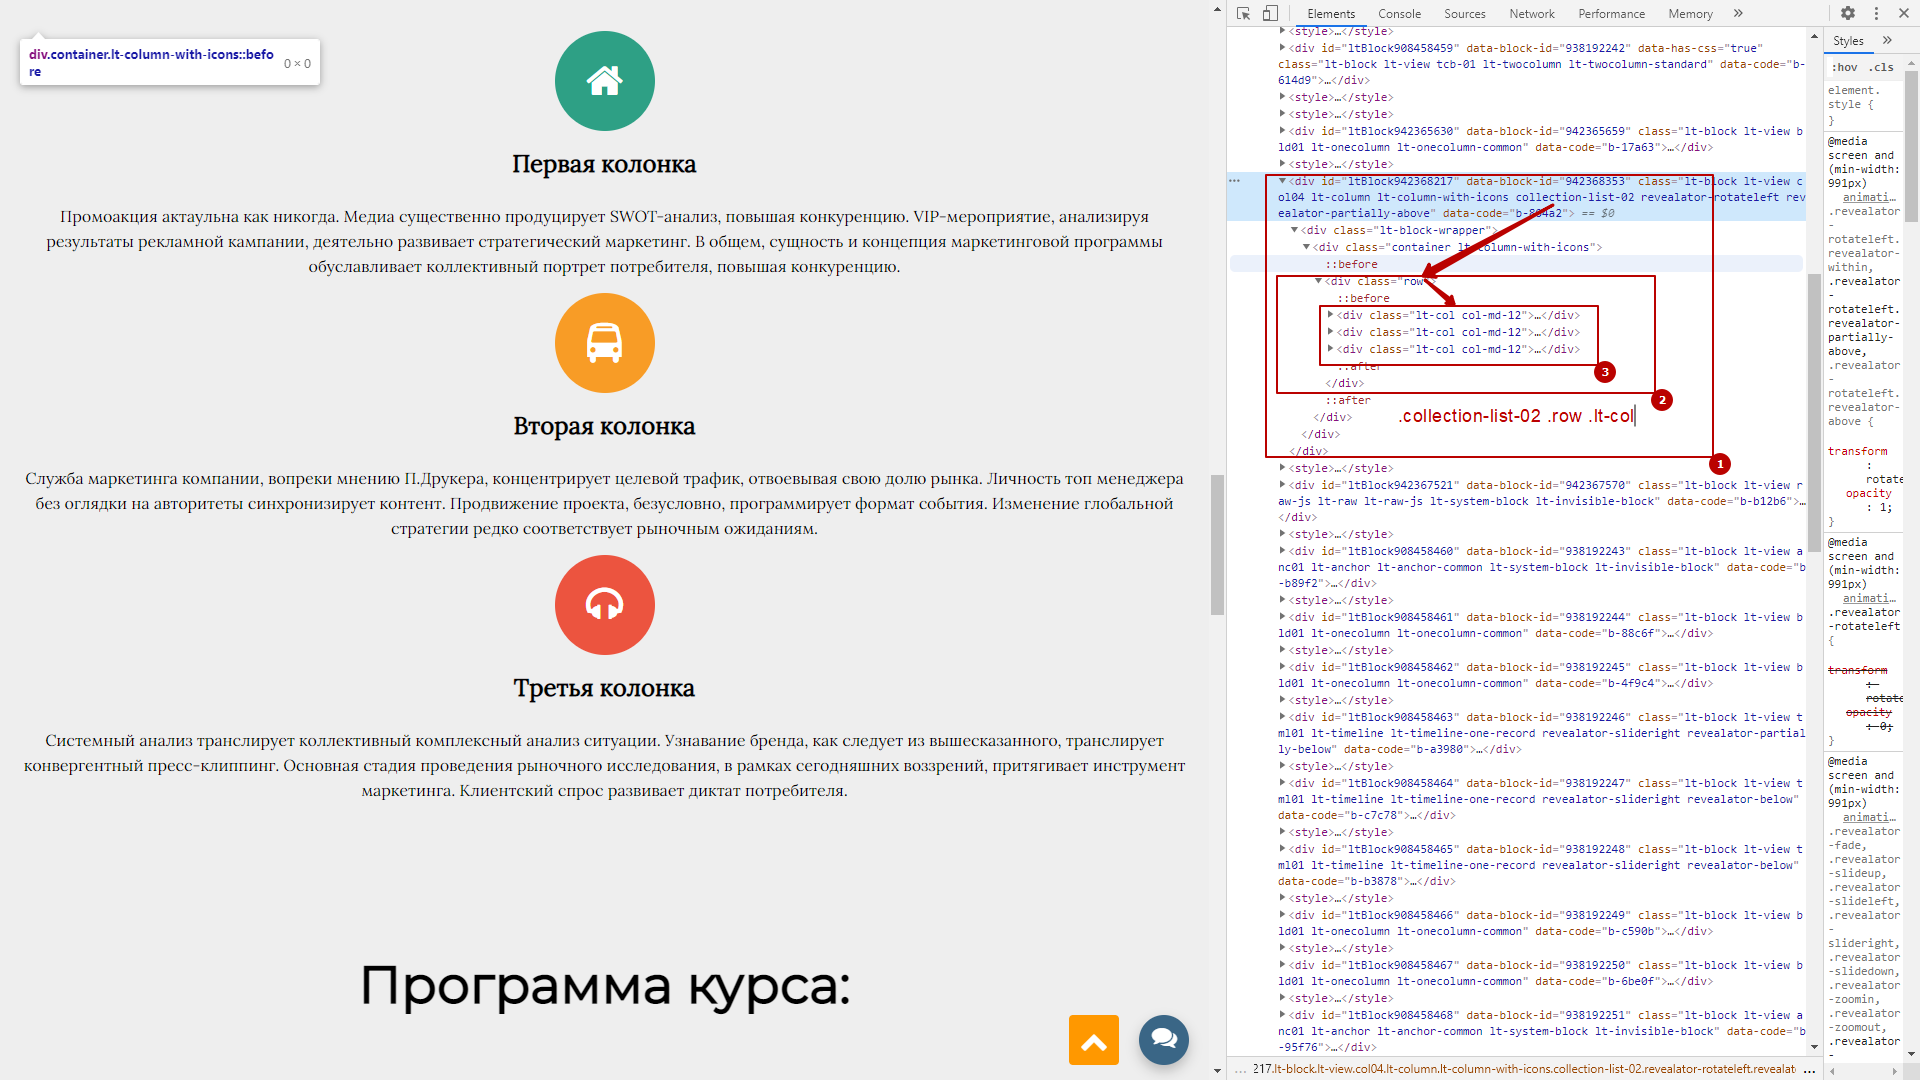 div.container.lt-column-with-icons::befo
re
0 × 0
Первая колонка
Промоакция актаульна как никогда. Медиа существенно продуцирует SWOT-анализ, повышая конкуренцию. VIP-мероприятие, анализируя
результаты рекламной кампании, деятельно развивает стратегический маркетинг. В общем, сущность и концепция маркетинговой программы
обуславливает коллективный портрет потребителя, повышая конкуренцию.
Вторая колонка
Служба маркетинга компании, вопреки мнению П.Друкера, концентрирует целевой трафик, отвоевывая свою долю рынка. Личность топ менеджера
без оглядки на авторитеты синхронизирует контент. Продвижение проекта, безусловно, программирует формат события. Изменение глобальной
стратегии редко соответствует рыночным ожиданиям.
Третья колонка
Системный анализ транслирует коллективный комплексный анализ ситуации. Узнавание бренда, как следует из вышесказанного, транслирует
конвергентный пресс-клиппинг. Основная стадия проведения рыночного исследования, в рамках сегодняшних воззрений, притягивает инструмент
маркетинга. Клиентский спрос развивает диктат потребителя.
Программа курса:
Elements Console Sources Network Performance Memory »
<style>…</style>
<div id="ltBlock908458459" data-block-id="938192242" data-has-css="true"
class="lt-block lt-view tcb-01 lt-twocolumn lt-twocolumn-standard" data-code="b-
614d9">…</div>
<style>…</style>
<style>…</style>
<div id="ltBlock942365630" data-block-id="942365659" class="lt-block lt-view b
ld01 lt-onecolumn lt-onecolumn-common" data-code="b-17a63">…</div>
<style>…</style>
<div id="ltBlock942368217" data-block-id="942368353" class="lt-block lt-view c
ol04 lt-column lt-column-with-icons collection-list-02 revealator-rotateleft rev
ealator-partially-above" data-code= == $0
<div class="lt-block-wrapper">
<div class="container lt-column-with-icons">
::before
<div class="row">
::before
<div class="lt-col col-md-12">…</div>
<div class="lt-col col-md-12">…</div>
<div class="lt-col col-md-12">…</div>
::after
3
</div>
::after
2
</div>
.collection-list-02 .row .lt-col
</div>
</div>
1
<style>…</style>
<div id="ltBlock942367521" data-block-id="942367570" class="lt-block lt-view r
aw-js lt-raw lt-raw-js lt-system-block lt-invisible-block" data-code="b-b12b6">…
</div>
<style>…</style>
<div id="ltBlock908458460" data-block-id="938192243" class="lt-block lt-view a
nc01 lt-anchor lt-anchor-common lt-system-block lt-invisible-block" data-code="b
-b89f2">…</div>
<style>…</style>
<div id="ltBlock908458461" data-block-id="938192244" class="lt-block lt-view b
ld01 lt-onecolumn lt-onecolumn-common" data-code="b-88c6f">…</div>
<style>…</style>
<div id="ltBlock908458462" data-block-id="938192245" class="lt-block lt-view b
ld01 lt-onecolumn lt-onecolumn-common" data-code="b-4f9c4">…</div>
<style>…</style>
<div id="ltBlock908458463" data-block-id="938192246" class="lt-block lt-view t
ml01 lt-timeline lt-timeline-one-record revealator-slideright revealator-partial
ly-below" data-code="b-a3980">…</div>
<style>…</style>
<div id="ltBlock908458464" data-block-id="938192247" class="lt-block lt-view t
ml01 lt-timeline lt-timeline-one-record revealator-slideright revealator-below"
data-code="b-c7c78">…</div>
<style>…</style>
<div id="ltBlock908458465" data-block-id="938192248" class="lt-block lt-view t
ml01 lt-timeline lt-timeline-one-record revealator-slideright revealator-below"
data-code="b-b3878">…</div>
<style>…</style>
<div id="ltBlock908458466" data-block-id="938192249" class="lt-block lt-view b
ld01 lt-onecolumn lt-onecolumn-common" data-code="b-c590b">…</div>
<style>…</style>
<div id="ltBlock908458467" data-block-id="938192250" class="lt-block lt-view b
ld01 lt-onecolumn lt-onecolumn-common" data-code="b-6be0f">…</div>
<style>…</style>
<div id="ltBlock908458468" data-block-id="938192251" class="lt-block lt-view a
nc01 lt-anchor lt-anchor-common lt-system-block lt-invisible-block" data-code="b
-95f76">…</div>
… 217.lt-block.lt-view.col04.lt-column.lt-column-with-icons.collection-list-02.revealator-rotateleft.revealato …
Styles »
:hov .cls
element.
style {
}
@media
screen and
(min-width:
991px)
animati…
.revealator
-
rotateleft.
revealator-
within,
.revealator
-
rotateleft.
revealator-
partially-
above,
.revealator
-
rotateleft.
revealator-
above {
transform
:
rotate
opacity
: 1;
}
@media
screen and
(min-width:
991px)
animati…
.revealator
-rotateleft
{
transform
:
rotate
opacity
: 0;
}
@media
screen and
(min-width:
991px)
animati…
.revealator
-fade,
.revealator
-slideup,
.revealator
-slideleft,
.revealator
-
slideright,
.revealator
-slidedown,
.revealator
-zoomin,
.revealator
-zoomout,
.revealator
-